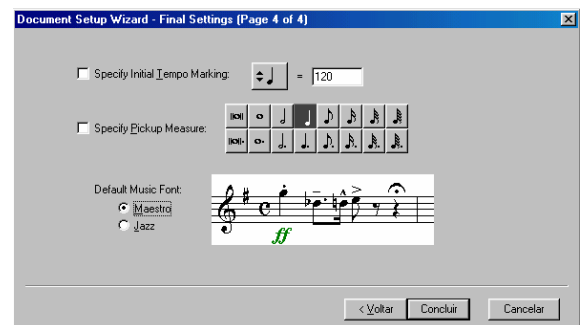 Document Setup Wizard - Final Settings (Page 4 of 4)
Specify Initial Tempo Marking: = 120
Specify Pickup Measure:
Default Music Font:
Maestro
Jazz
ff
< Voltar Concluir Cancelar